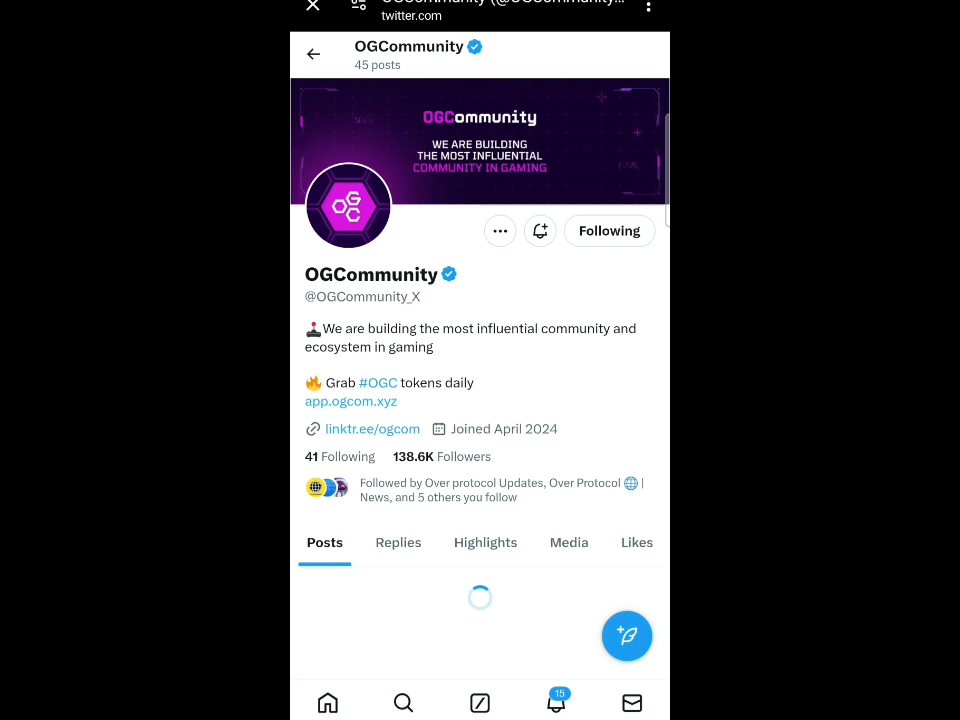 twitter.com
OGCommunity
45 posts
OGCommunity
WE ARE BUILDING
THE MOST INFLUENTIAL
COMMUNITY IN GAMING
OGC
Following
OGCommunity
@OGCommunity_X
🕹️We are building the most influential community and
ecosystem in gaming
🔥 Grab #OGC tokens daily
app.ogcom.xyz
linktr.ee/ogcom Joined April 2024
41 Following 138.6K Followers
Followed by Over protocol Updates, Over Protocol 🌐 |
News, and 5 others you follow
Posts Replies Highlights Media Likes
15